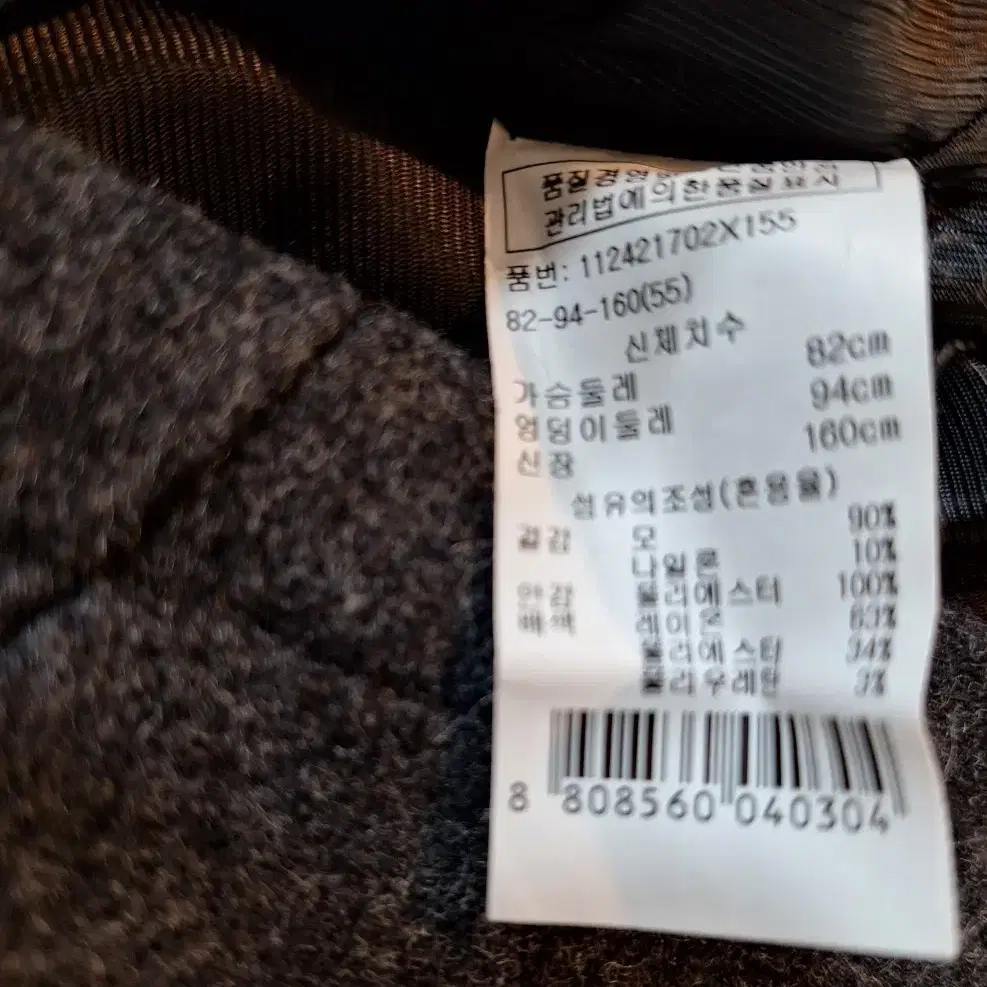 품질경영
관리법에의한품질표시
품번: 112421702X155
82-94-160(55)
신체치수
가슴둘레 82cm
엉덩이둘레 94cm
신장 160cm
섬유의조성(혼용율)
겉감 모 90%
나일론 10%
안감 폴리에스터 100%
배색 레이온 63%
폴리에스터 34%
폴리우레탄 3%
8 808560 040304